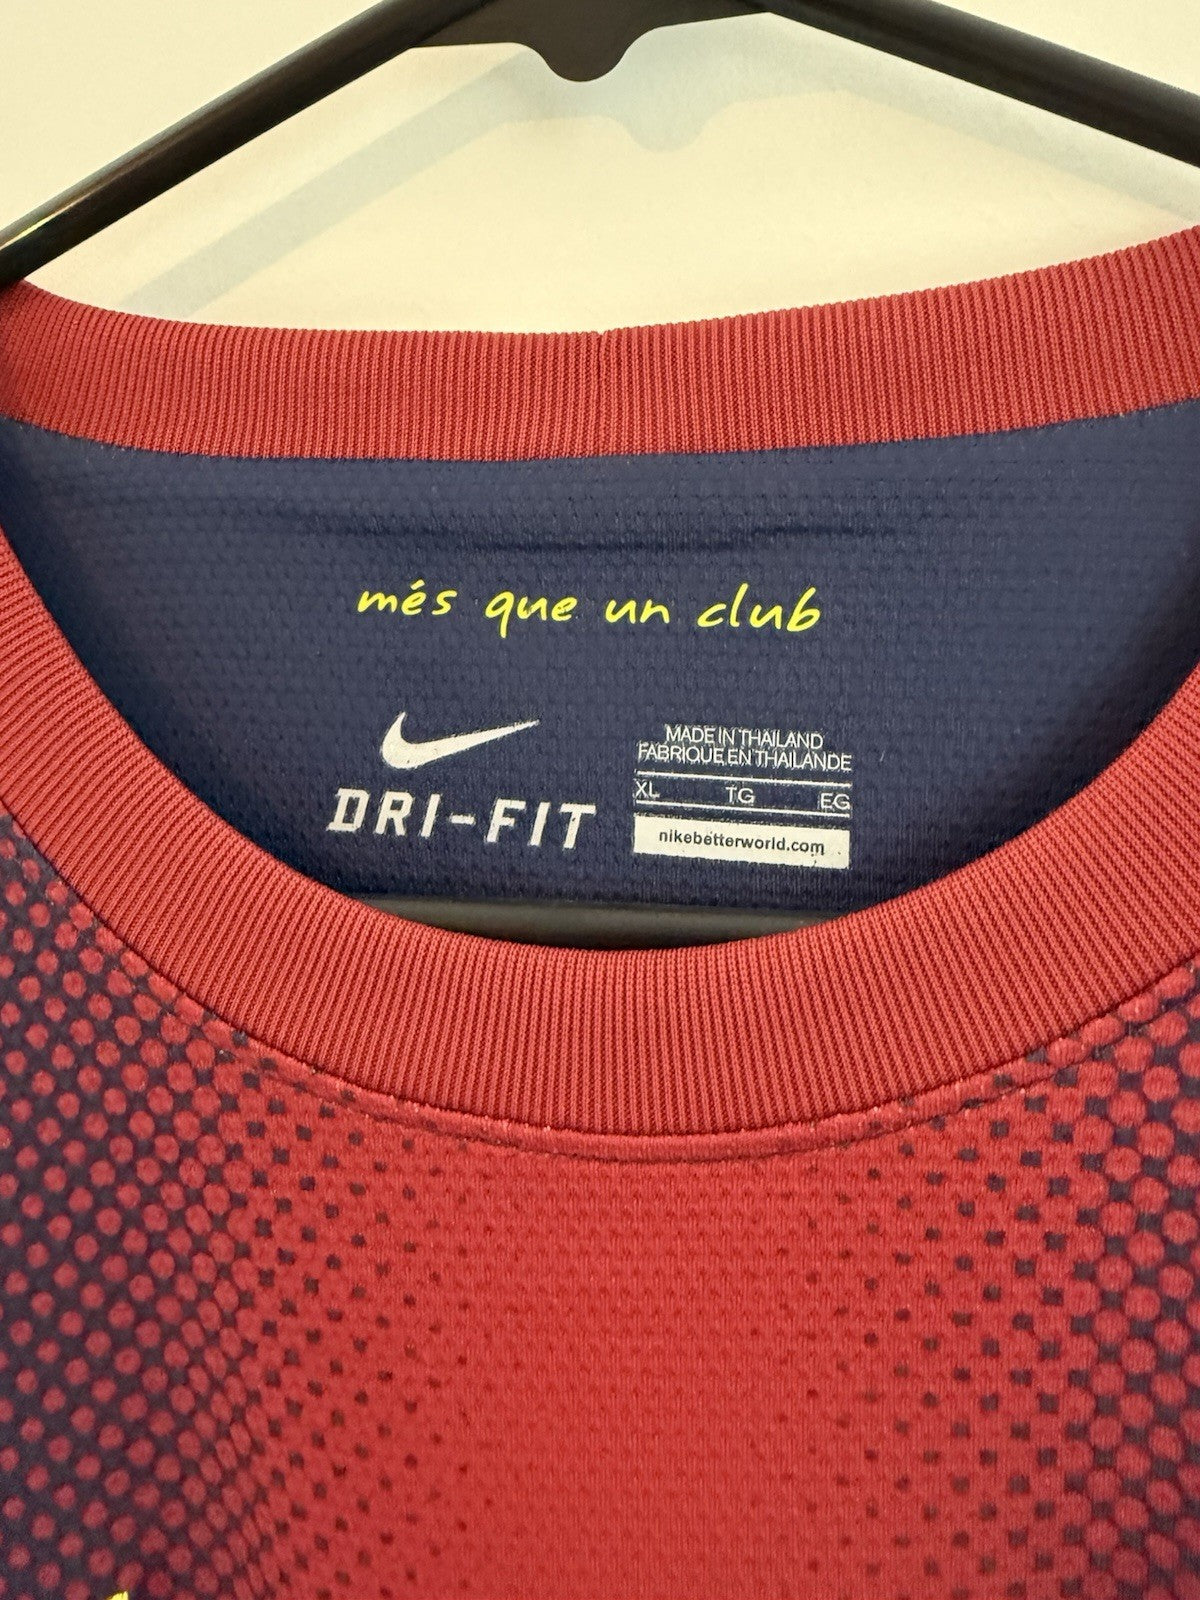 més que un club
DRI-FIT
MADE IN THAILAND
FABRIQUE EN THAILANDE
XL TG EG
nikebetterworld.com